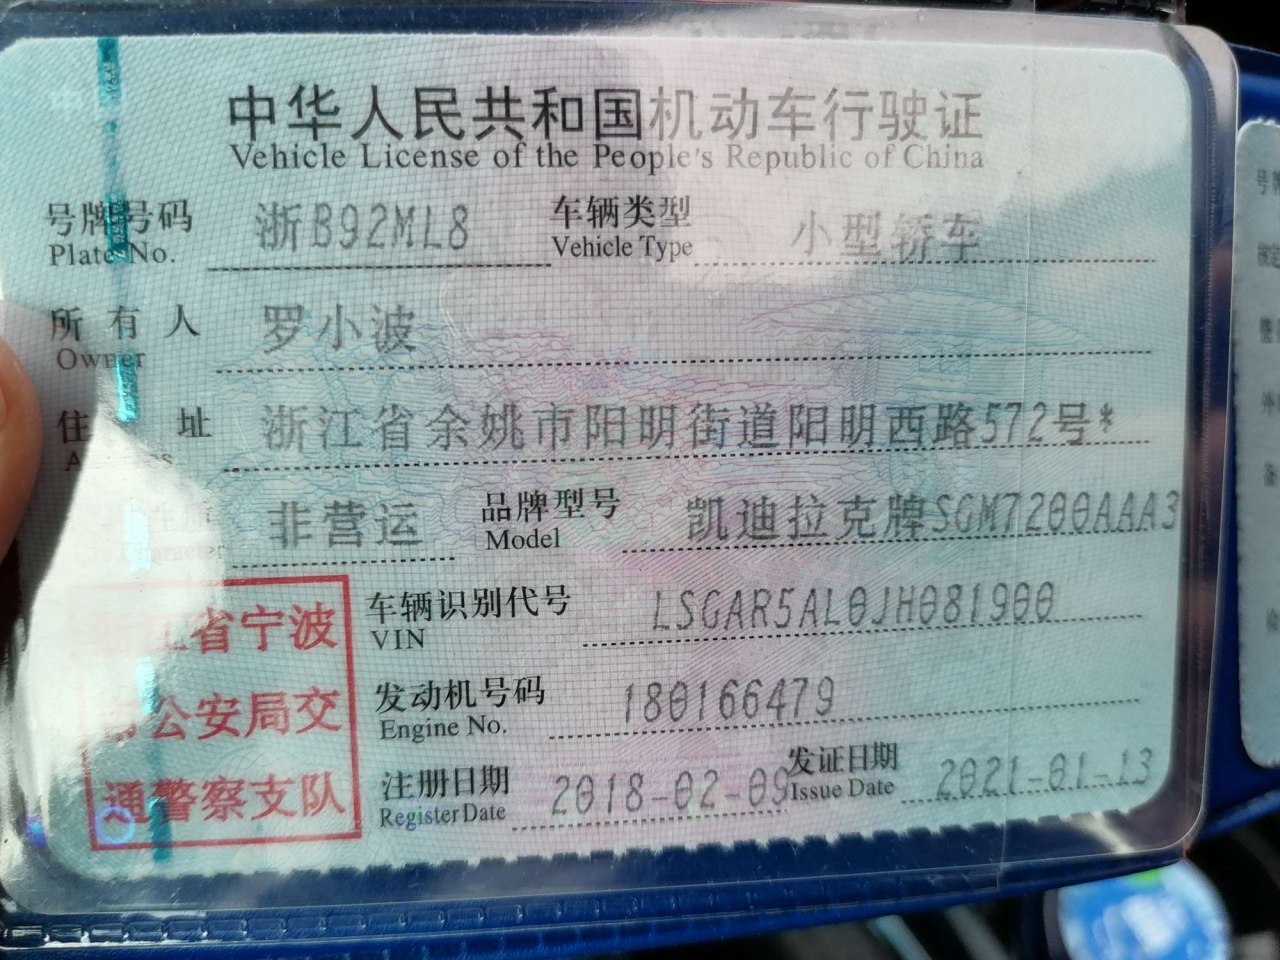 中华人民共和国机动车行驶证
Vehicle License of the People's Republic of China
号牌号码 浙B92ML8 车辆类型 小型轿车
Plate No. Vehicle Type
所有人 罗小波
Owner
住址 浙江省余姚市阳明街道阳明西路572号*
非营运 品牌型号 凯迪拉克牌SGM7200AAA3
Character Model
车辆识别代号 LSGAR5AL0JH081900
VIN
省宁波
公安局交
通警察支队
发动机号码 180166479
Engine No.
注册日期 2018-02-09 发证日期 2021-01-13
Register Date Issue Date